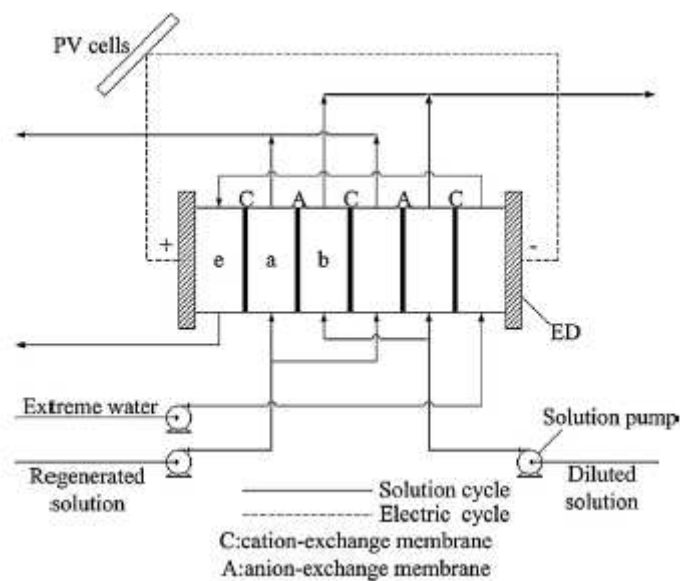 PV cells
C A C A C
+ -
e a b
ED
Extreme water
Solution pump
Regenerated
solution
Diluted
solution
Solution cycle
Electric cycle
C:cation-exchange membrane
A:anion-exchange membrane